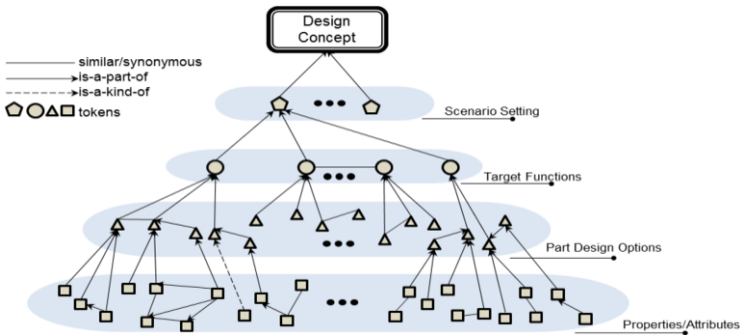 Design
Concept
similar/synonymous
is-a-part-of
is-a-kind-of
tokens
Scenario Setting
Target Functions
Part Design Options
Properties/Attributes